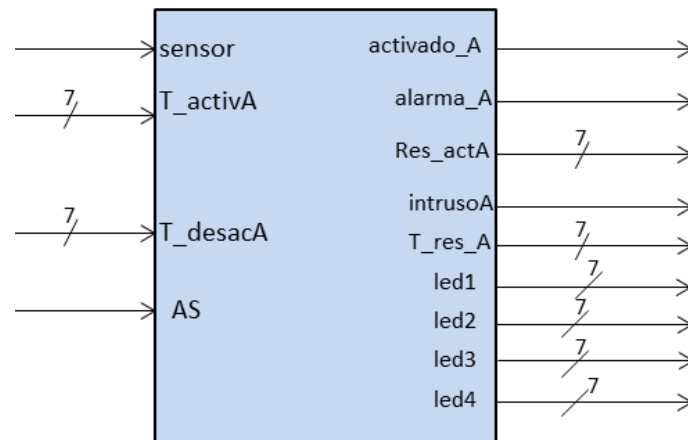 sensor
7
T_activA
7
T_desacA
AS
activado_A
alarma_A
Res_actA
7
intrusoA
T_res_A
7
led1
7
led2
7
led3
7
led4
7